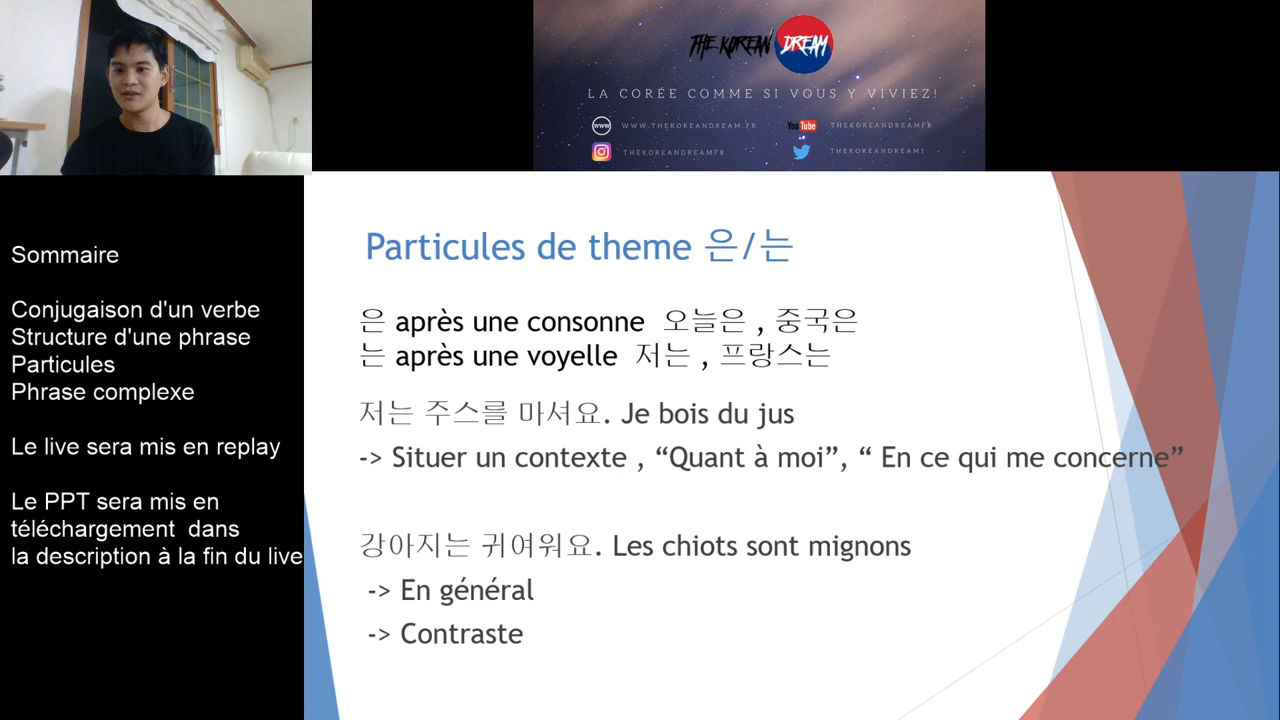 THE KOREAN DREAM
LA CORÉE COMME SI VOUS Y VIVIEZ!
WWW WWW.THEKOREANDREAM.FR
YouTube THEKOREANDREAMFR
THEKOREANDREAMFR
THEKOREANDREAM1
Sommaire
Conjugaison d'un verbe
Structure d'une phrase
Particules
Phrase complexe
Le live sera mis en replay
Le PPT sera mis en
téléchargement dans
la description à la fin du live
Particules de theme 은/는
은 après une consonne 오늘은 , 중국은
는 après une voyelle 저는 , 프랑스는
저는 주스를 마셔요. Je bois du jus
-> Situer un contexte , “Quant à moi”, “ En ce qui me concerne”
강아지는 귀여워요. Les chiots sont mignons
-> En général
-> Contraste